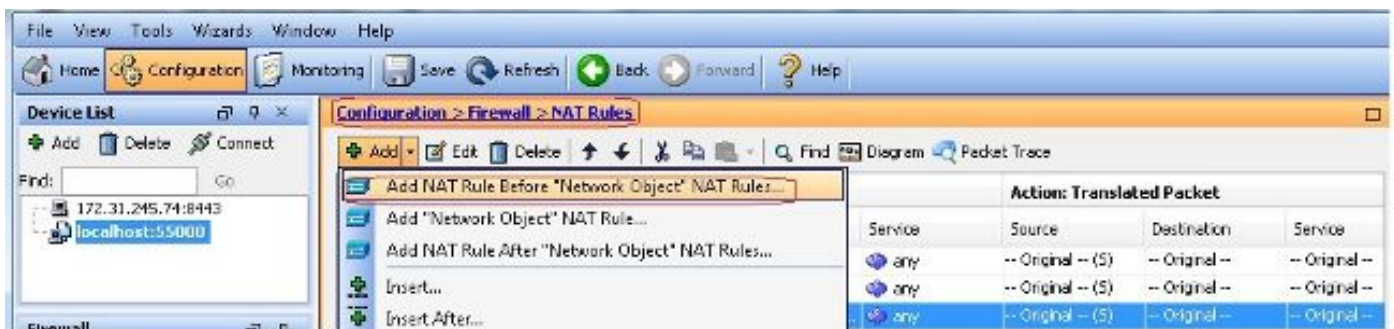 File View Tools Wizards Window Help
Home Configuration Monitoring Save Refresh Back Forward Help
Device List
Add Delete Connect
Find: Go
172.31.245.74:8443
localhost:55000
Firewall
Configuration > Firewall > NAT Rules
Add Edit Delete Find Diagram Packet Trace
Add NAT Rule Before "Network Object" NAT Rules...
Add "Network Object" NAT Rule...
Add NAT Rule After "Network Object" NAT Rules...
Insert...
Insert After...
Action: Translated Packet
Service Source Destination Service
any -- Original -- (S) -- Original -- -- Original --
any -- Original -- (S) -- Original -- -- Original --
any -- Original -- (S) -- Original -- -- Original --